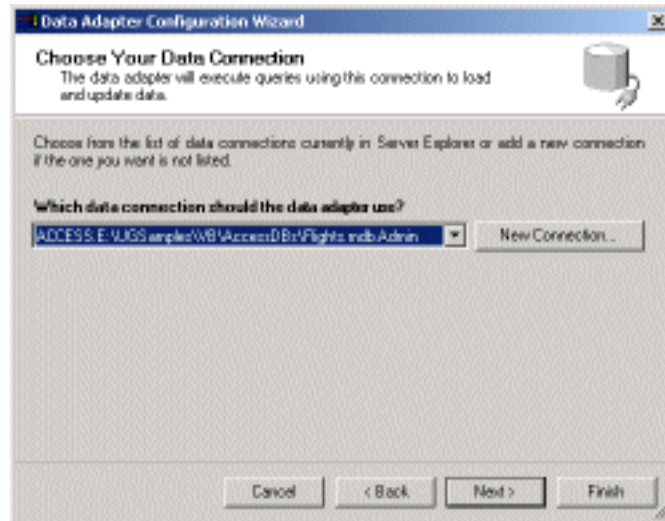 Data Adapter Configuration Wizard
Choose Your Data Connection
The data adapter will execute queries using this connection to load
and update data.
Choose from the list of data connections currently in Server Explorer or add a new connection
if the one you want is not listed.
Which data connection should the data adapter use?
ACCESS.E:\UGSamples\VB\AccessDBs\Flights.mdb.Admin
New Connection...
Cancel
< Back
Next >
Finish